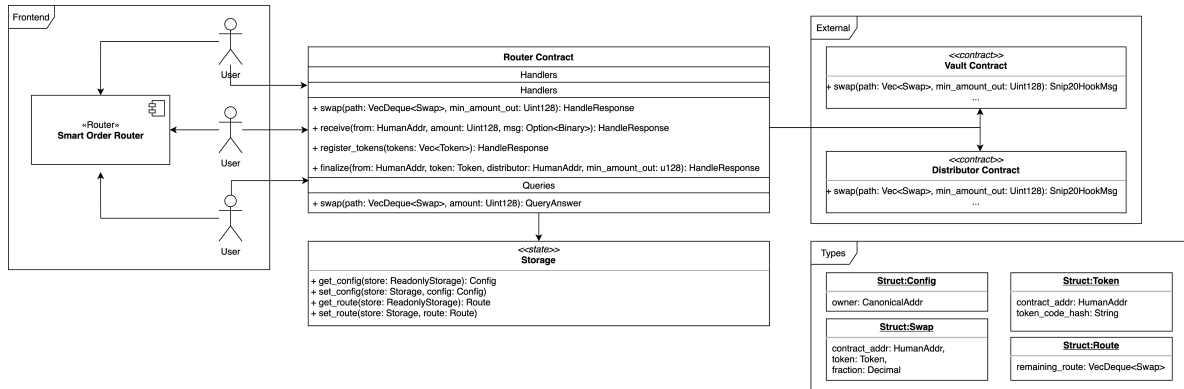 Frontend
User
User
User
«Router»
Smart Order Router
Router Contract
Handlers
Handlers
+ swap(path: VecDeque<Swap>, min_amount_out: Uint128): HandleResponse
+ receive(from: HumanAddr, amount: Uint128, msg: Option<Binary>): HandleResponse
+ register_tokens(tokens: Vec<Token>): HandleResponse
+ finalize(from: HumanAddr, token: Token, distributor: HumanAddr, min_amount_out: u128): HandleResponse
Queries
+ swap(path: VecDeque<Swap>, amount: Uint128): QueryAnswer
<<state>>
Storage
+ get_config(store: ReadonlyStorage): Config
+ set_config(store: Storage, config: Config)
+ get_route(store: ReadonlyStorage): Route
+ set_route(store: Storage, route: Route)
External
<<contract>>
Vault Contract
+ swap(path: Vec<Swap>, min_amount_out: Uint128): Snip20HookMsg
...
<<contract>>
Distributor Contract
+ swap(path: Vec<Swap>, min_amount_out: Uint128): Snip20HookMsg
...
Types
Struct:Config
owner: CanonicalAddr
Struct:Swap
contract_addr: HumanAddr,
token: Token,
fraction: Decimal
Struct:Token
contract_addr: HumanAddr
token_code_hash: String
Struct:Route
remaining_route: VecDeque<Swap>